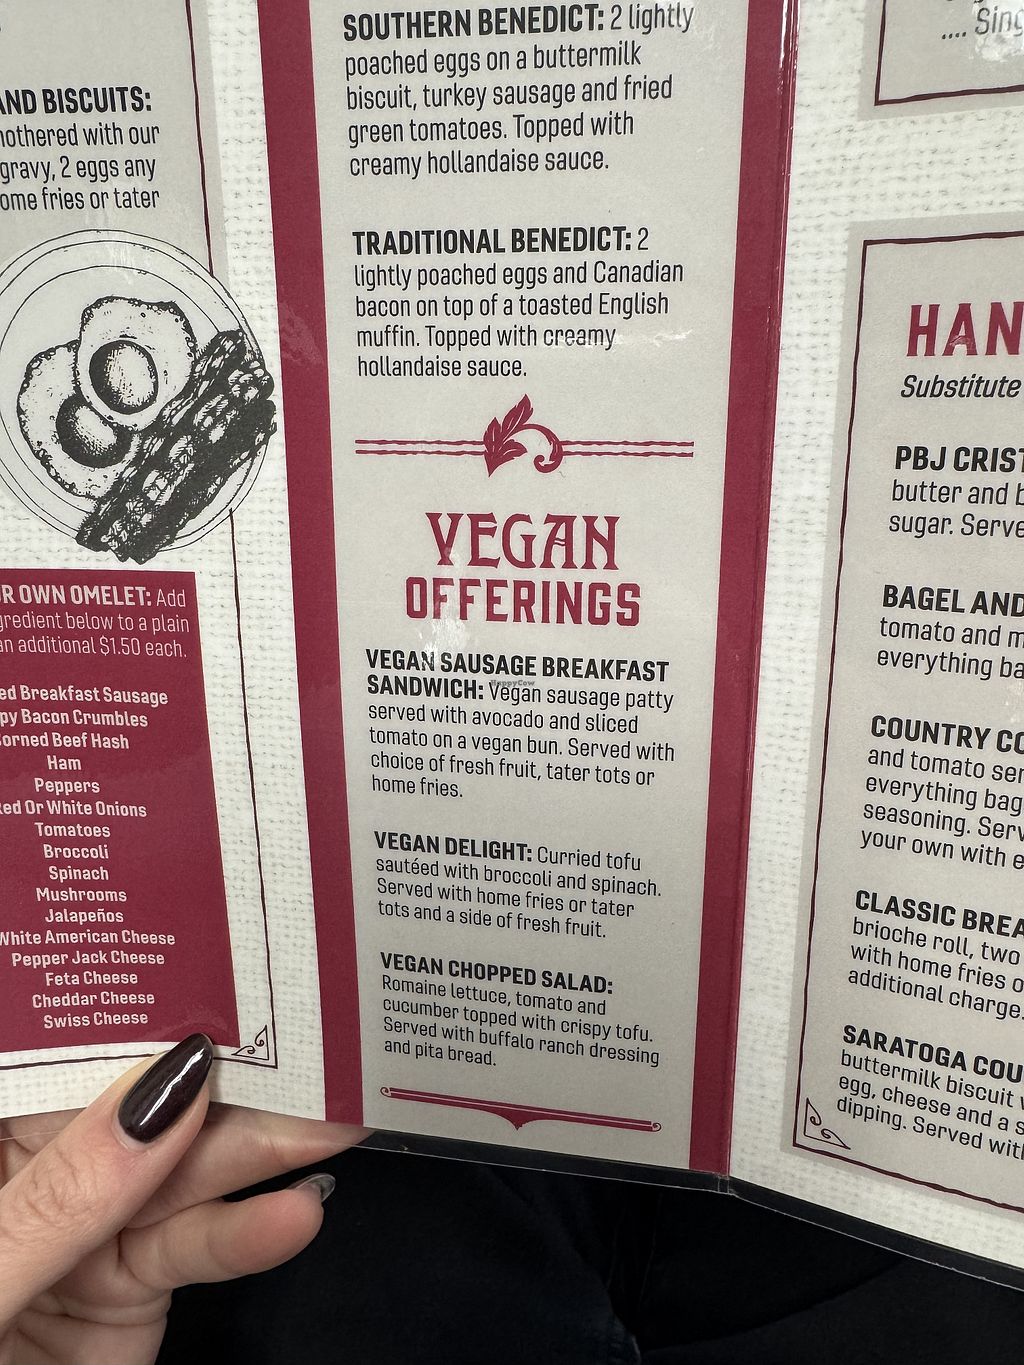 AND BISCUITS:
with our
gravy, 2 eggs any
home fries or tater
OWN OMELET: Add
ingredient below to a plain
an additional $1.50 each.
Breakfast Sausage
Bacon Crumbles
Corned Beef Hash
Ham
Peppers
Red Or White Onions
Tomatoes
Broccoli
Spinach
Mushrooms
Jalapeños
White American Cheese
Pepper Jack Cheese
Feta Cheese
Cheddar Cheese
Swiss Cheese
SOUTHERN BENEDICT: 2 lightly
poached eggs on a buttermilk
biscuit, turkey sausage and fried
green tomatoes. Topped with
creamy hollandaise sauce.
TRADITIONAL BENEDICT: 2
lightly poached eggs and Canadian
bacon on top of a toasted English
muffin. Topped with creamy
hollandaise sauce.
VEGAN
OFFERINGS
VEGAN SAUSAGE BREAKFAST
SANDWICH: Vegan sausage patty
served with avocado and sliced
tomato on a vegan bun. Served with
choice of fresh fruit, tater tots or
home fries.
VEGAN DELIGHT: Curried tofu
sautéed with broccoli and spinach.
Served with home fries or tater
tots and a side of fresh fruit.
VEGAN CHOPPED SALAD:
Romaine lettuce, tomato and
cucumber topped with crispy tofu.
Served with buffalo ranch dressing
and pita bread.
HappyCow
.... Sing
HAN
Substitute
PBJ CRIST
butter and b
sugar. Serve
BAGEL AND
tomato and m
everything ba
COUNTRY CO
and tomato ser
everything bag
seasoning. Serv
your own with e
CLASSIC BREA
brioche roll, two
with home fries o
additional charge.
SARATOGA COU
buttermilk biscuit
egg, cheese and a s
dipping. Served with